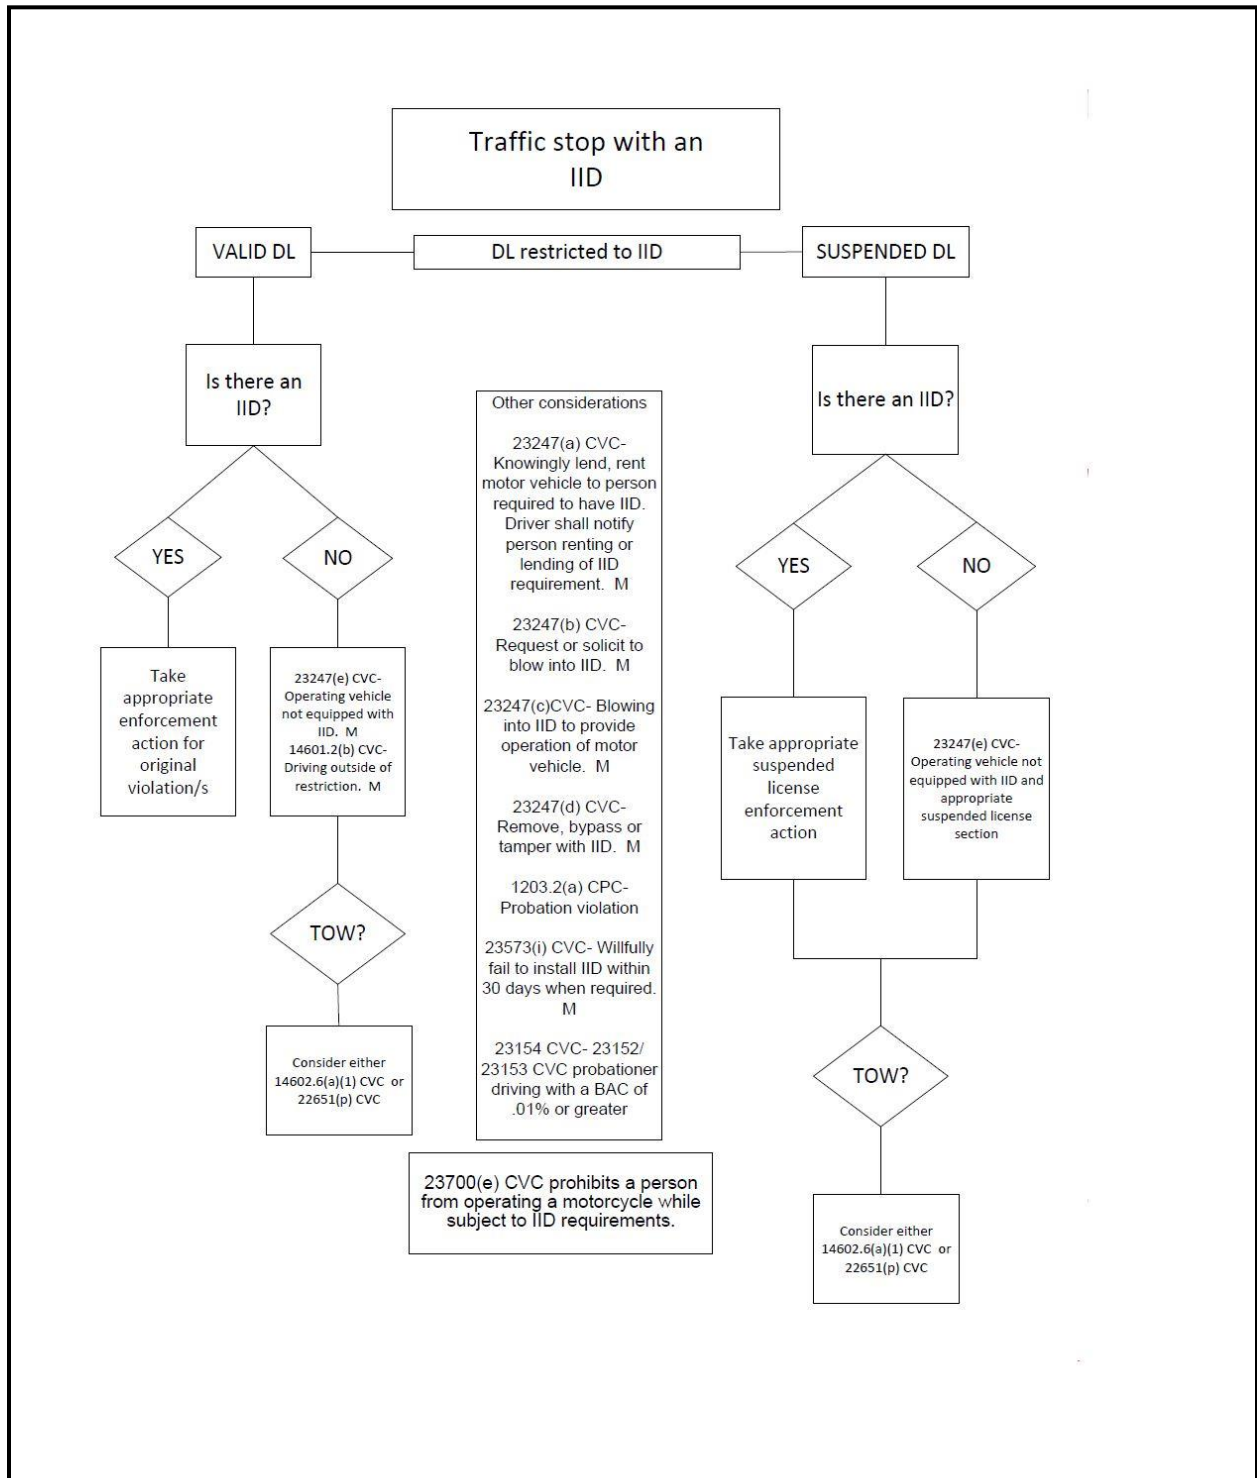 Traffic stop with an
IID
VALID DL
DL restricted to IID
SUSPENDED DL
Is there an
IID?
YES
NO
Take
appropriate
enforcement
action for
original
violation/s
23247(e) CVC-
Operating vehicle
not equipped with
IID.  M
14601.2(b) CVC-
Driving outside of
restriction.  M
TOW?
Consider either
14602.6(a)(1) CVC  or
22651(p) CVC
Other considerations
23247(a) CVC-
Knowingly lend, rent
motor vehicle to person
required to have IID.
Driver shall notify
person renting or
lending of IID
requirement.  M
23247(b) CVC-
Request or solicit to
blow into IID.  M
23247(c)CVC- Blowing
into IID to provide
operation of motor
vehicle.  M
23247(d) CVC-
Remove, bypass or
tamper with IID.  M
1203.2(a) CPC-
Probation violation
23573(i) CVC- Willfully
fail to install IID within
30 days when required.
M
23154 CVC- 23152/
23153 CVC probationer
driving with a BAC of
.01% or greater
23700(e) CVC prohibits a person
from operating a motorcycle while
subject to IID requirements.
Is there an IID?
YES
NO
Take appropriate
suspended
license
enforcement
action
23247(e) CVC-
Operating vehicle not
equipped with IID and
appropriate
suspended license
section
TOW?
Consider either
14602.6(a)(1) CVC  or
22651(p) CVC